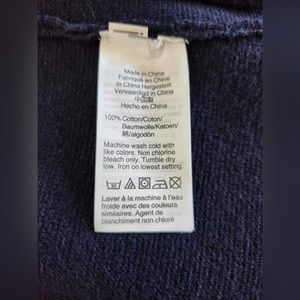 Made in China
Fabriqué en Chine
In China Hergestellt
Vervaardigd in China
中国製
Hecho en China
100% Cotton/Coton/
Baumwolle/Katoen/
綿/algodón
Machine wash cold with
like colors. Non chlorine
bleach only. Tumble dry
low. Iron on lowest setting.
Laver à la machine à l'eau
froide avec des couleurs
similaires. Agent de
blanchiment non chloré